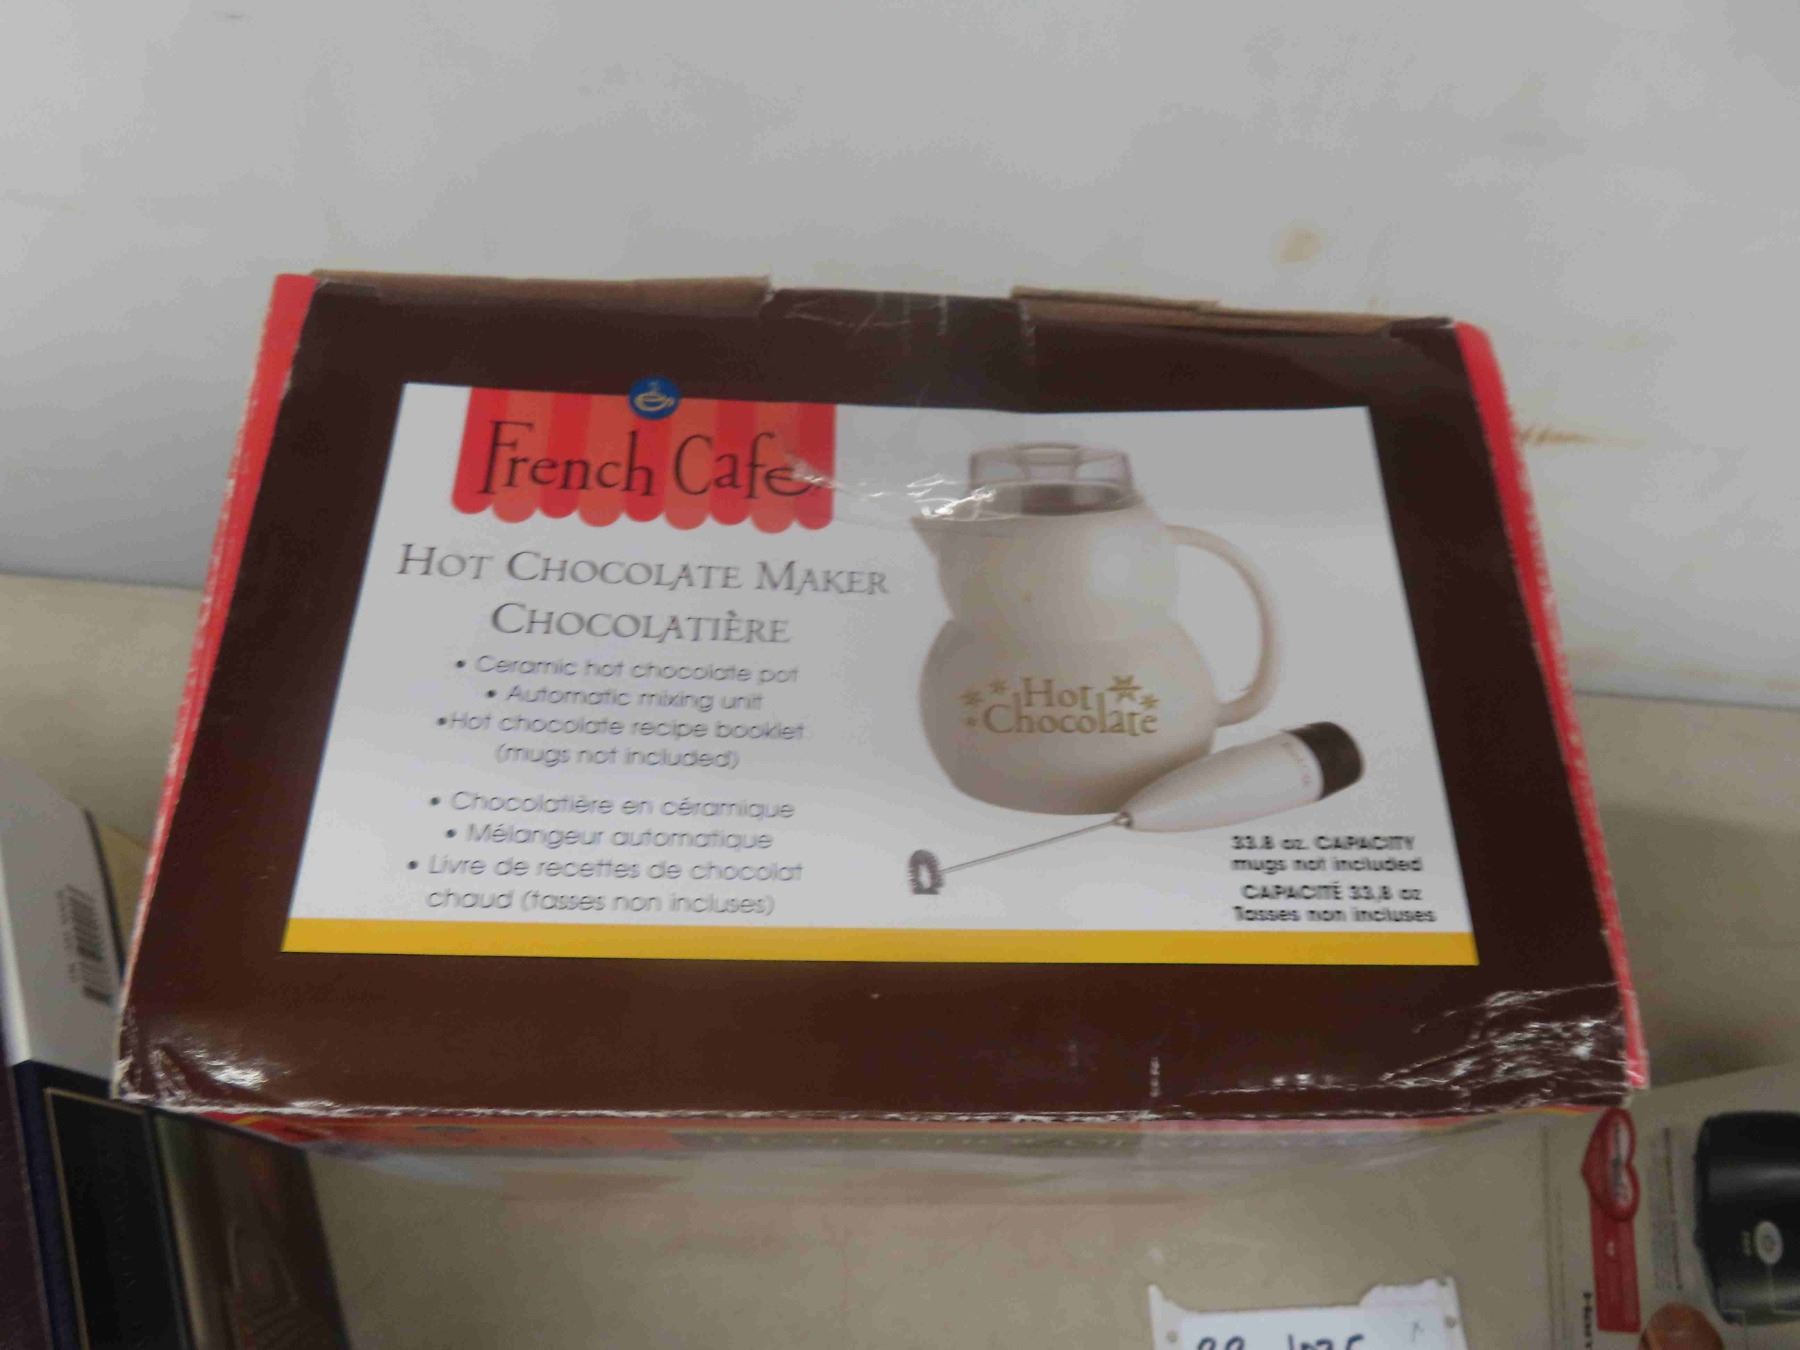 French Cafe
HOT CHOCOLATE MAKER
CHOCOLATIÈRE
• Ceramic hot chocolate pot
• Automatic mixing unit
•Hot chocolate recipe booklet
(mugs not included)
• Chocolatière en céramique
• Mélangeur automatique
• Livre de recettes de chocolat
chaud (tasses non incluses)
Hot
Chocolate
33.8 oz. CAPACITY
mugs not included
CAPACITÉ 33,8 oz
Tasses non incluses